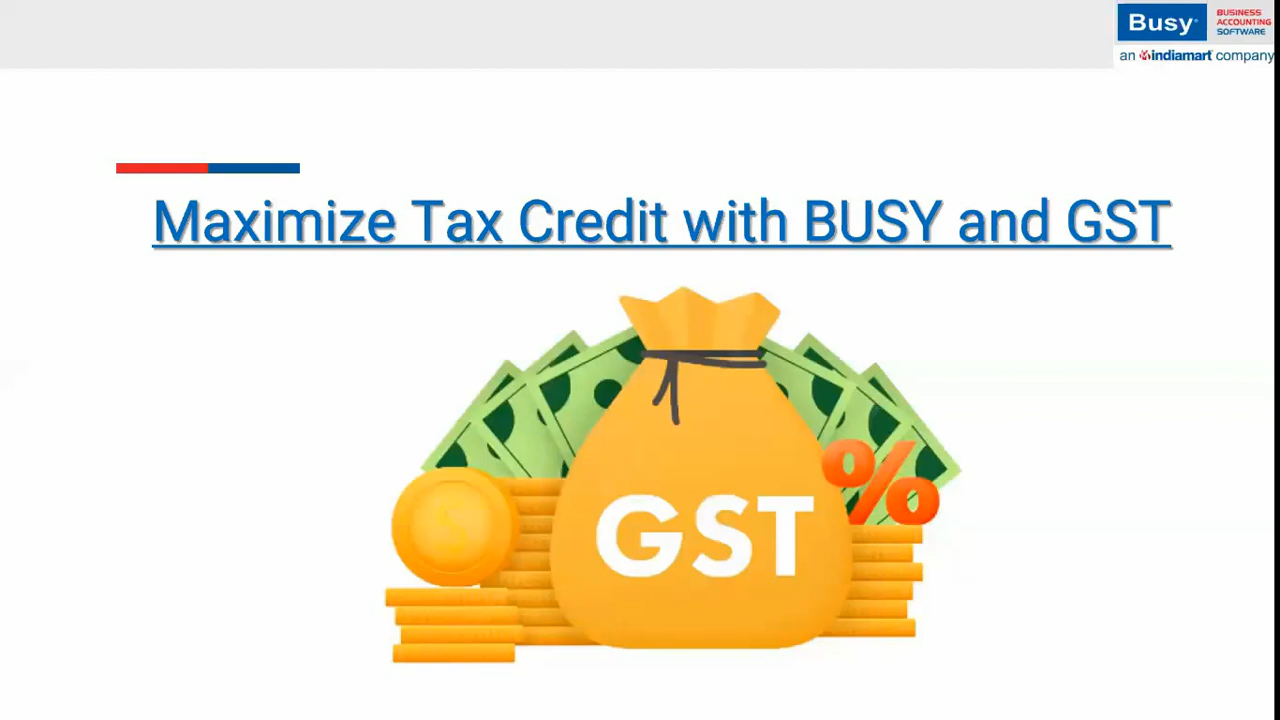 Busy
BUSINESS
ACCOUNTING
SOFTWARE
an indiamart company
Maximize Tax Credit with BUSY and GST
%
GST
$